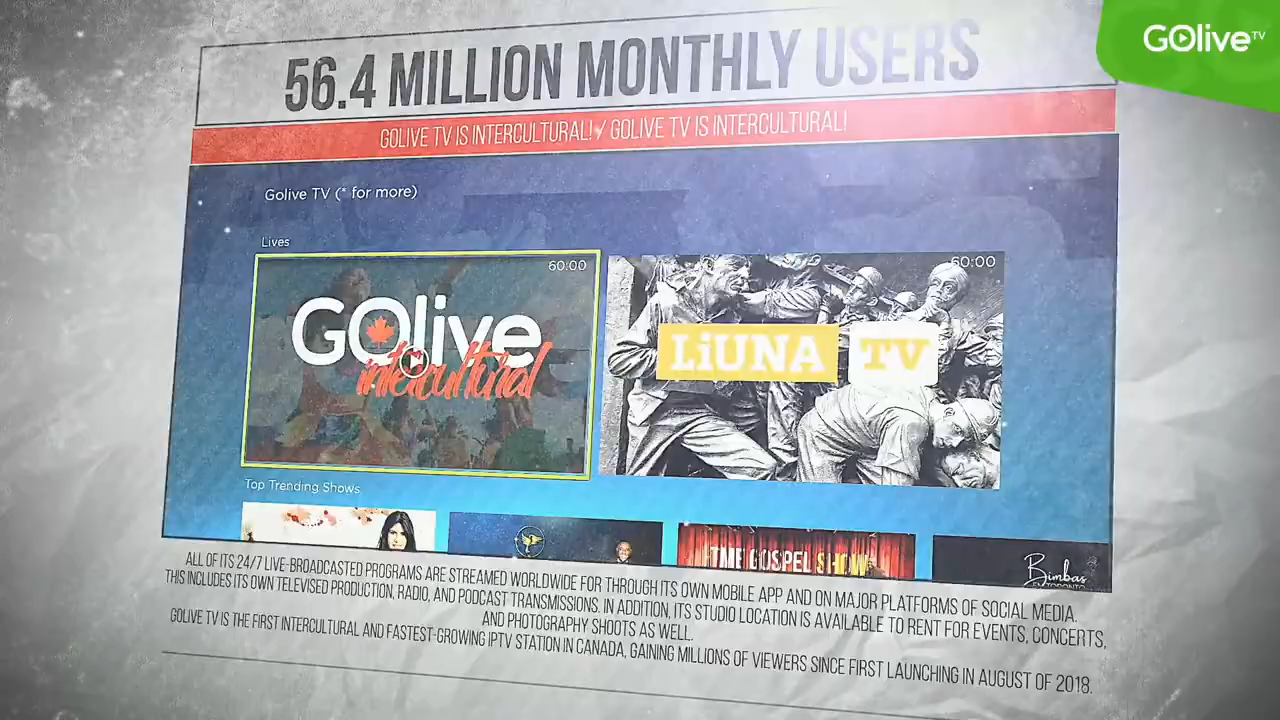 GOlive TV
56.4 MILLION MONTHLY USERS
GOLIVE TV IS INTERCULTURAL! / GOLIVE TV IS INTERCULTURAL!
Golive TV (* for more)
Lives
60:00
60:00
GOlive
intercultural
LiUNA TV
Top Trending Shows
TIME GOSPEL SHOW
Bimbas
EM TORONTO
ALL OF ITS 24/7 LIVE-BROADCASTED PROGRAMS ARE STREAMED WORLDWIDE FOR THROUGH ITS OWN MOBILE APP AND ON MAJOR PLATFORMS OF SOCIAL MEDIA.
THIS INCLUDES ITS OWN TELEVISED PRODUCTION, RADIO, AND PODCAST TRANSMISSIONS. IN ADDITION, ITS STUDIO LOCATION IS AVAILABLE TO RENT FOR EVENTS, CONCERTS,
AND PHOTOGRAPHY SHOOTS AS WELL.
GOLIVE TV IS THE FIRST INTERCULTURAL AND FASTEST-GROWING IPTV STATION IN CANADA, GAINING MILLIONS OF VIEWERS SINCE FIRST LAUNCHING IN AUGUST OF 2018.